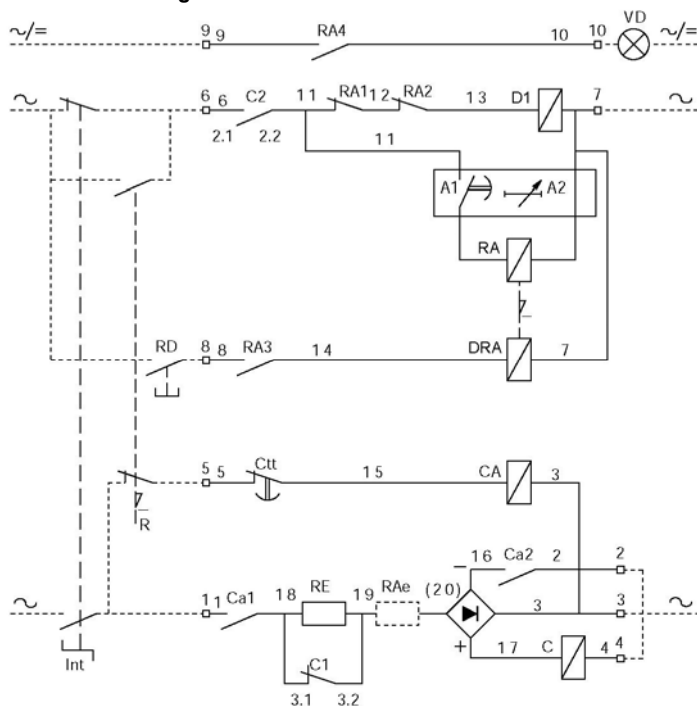 VD
~/= 9 9 RA4 10 10 ~/=
~ 6 6 C2 11 RA1 12 RA2 13 D1 7 ~
2.1 2.2
11
A1 A2
RA
RD 8 8 RA3 14 DRA 7
5 5 Ctt 15 CA 3
R
16 Ca2 2 2
~ 1 1 Ca1 18 RE 19 RAe (20) − 3 3 ~
+ 17 C 4 4
Int C1
3.1 3.2